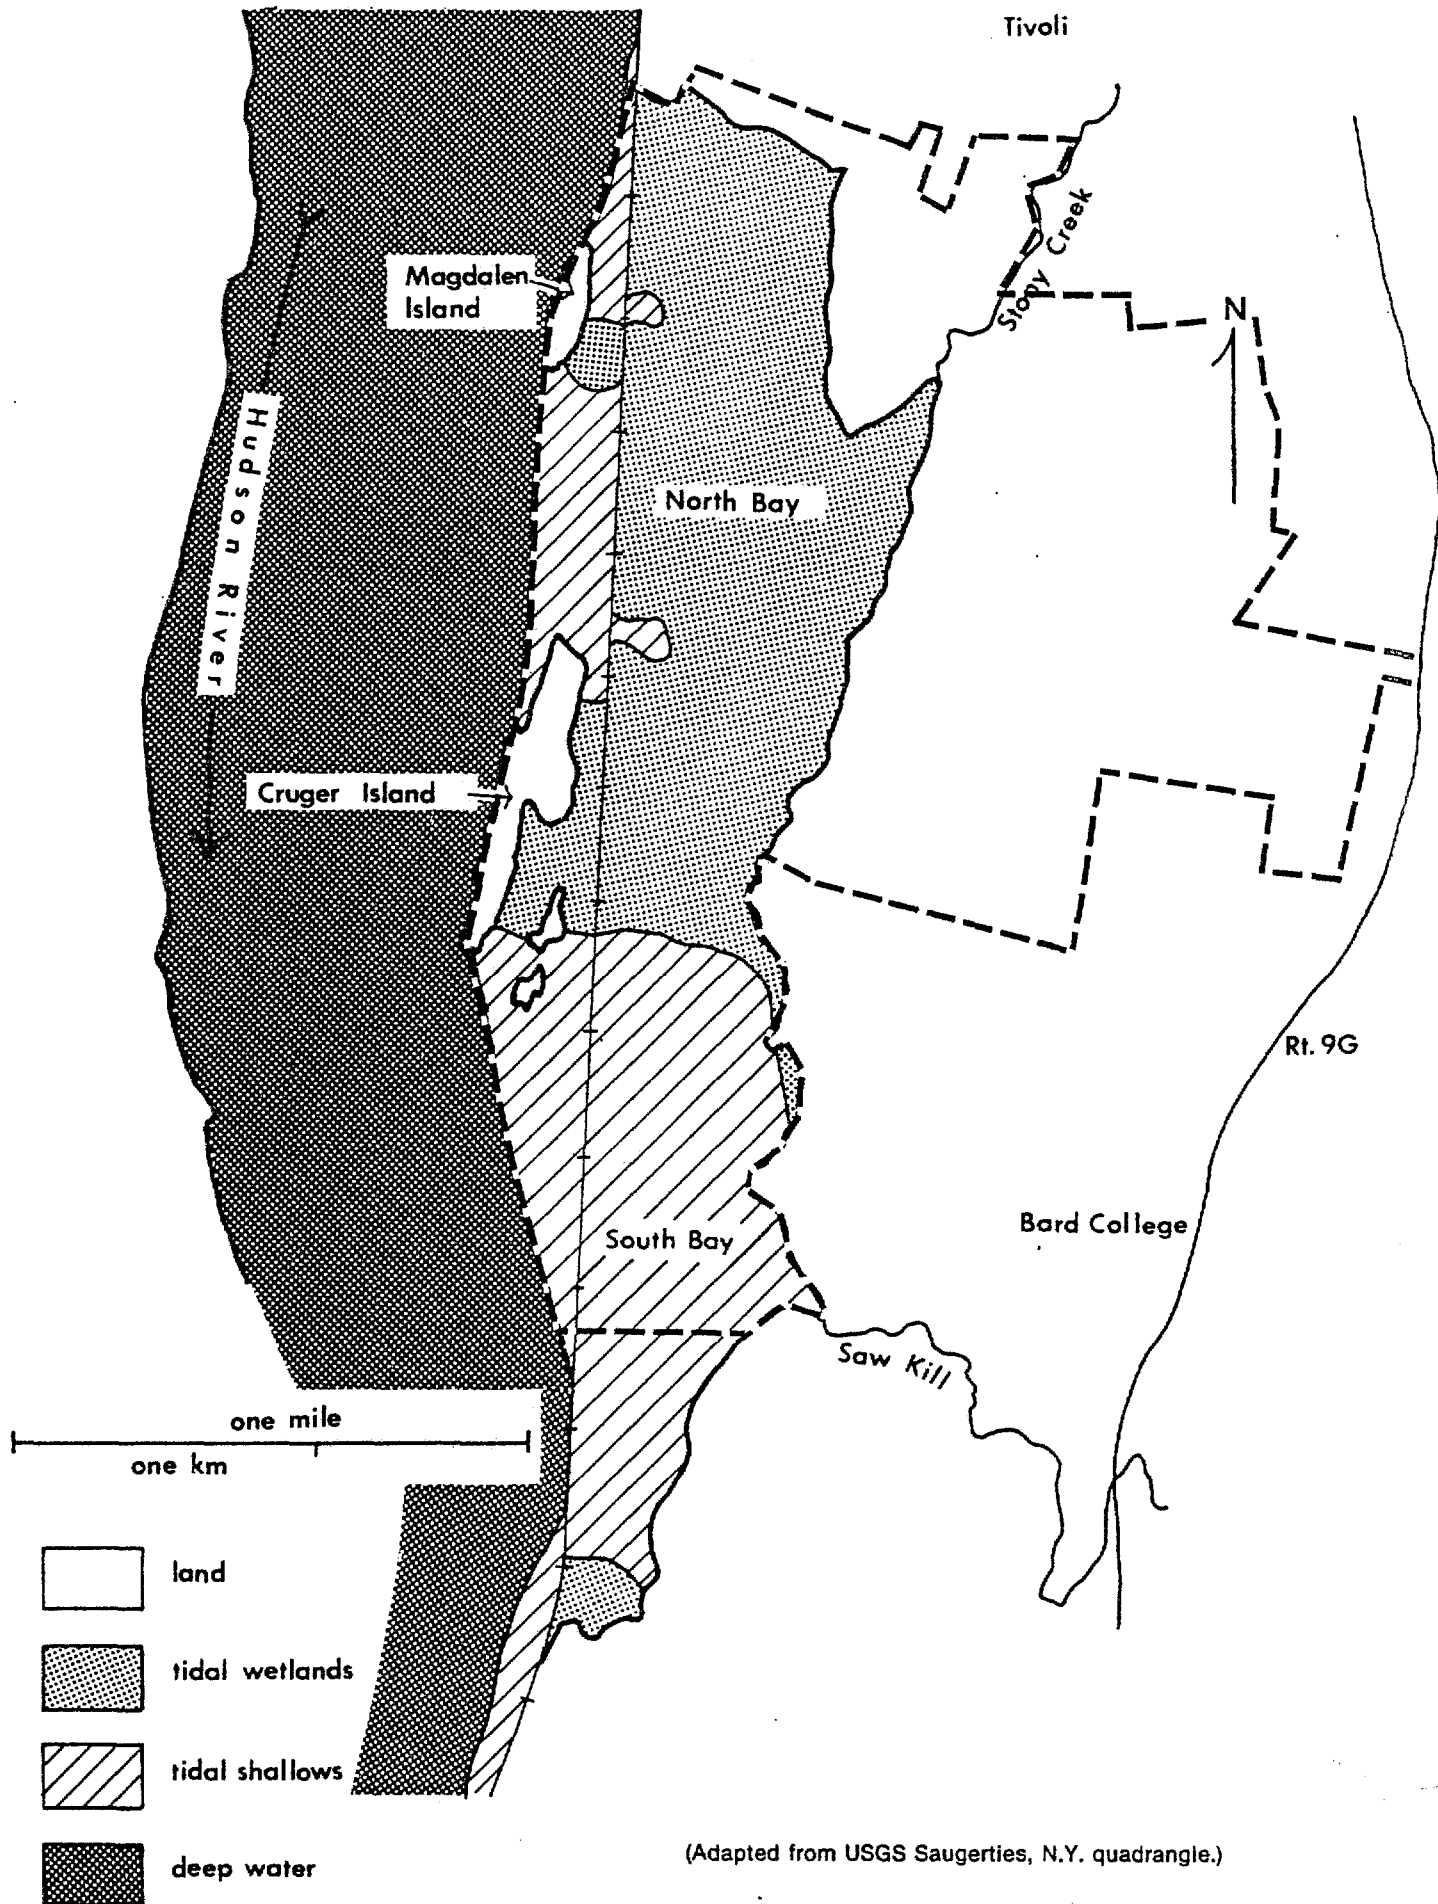 Tivoli
Stony Creek
Magdalen
Island
N
Hudson River
North Bay
Cruger Island
Rt. 9G
Bard College
South Bay
Saw Kill
one mile
one km
land
tidal wetlands
tidal shallows
deep water
(Adapted from USGS Saugerties, N.Y. quadrangle.)